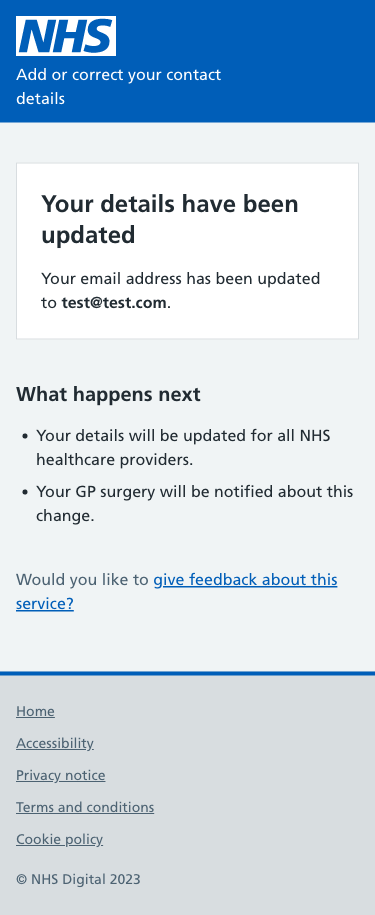 NHS
Add or correct your contact
details
Your details have been
updated
Your email address has been updated
to test@test.com.
What happens next
• Your details will be updated for all NHS
healthcare providers.
• Your GP surgery will be notified about this
change.
Would you like to give feedback about this
service?
Home
Accessibility
Privacy notice
Terms and conditions
Cookie policy
© NHS Digital 2023